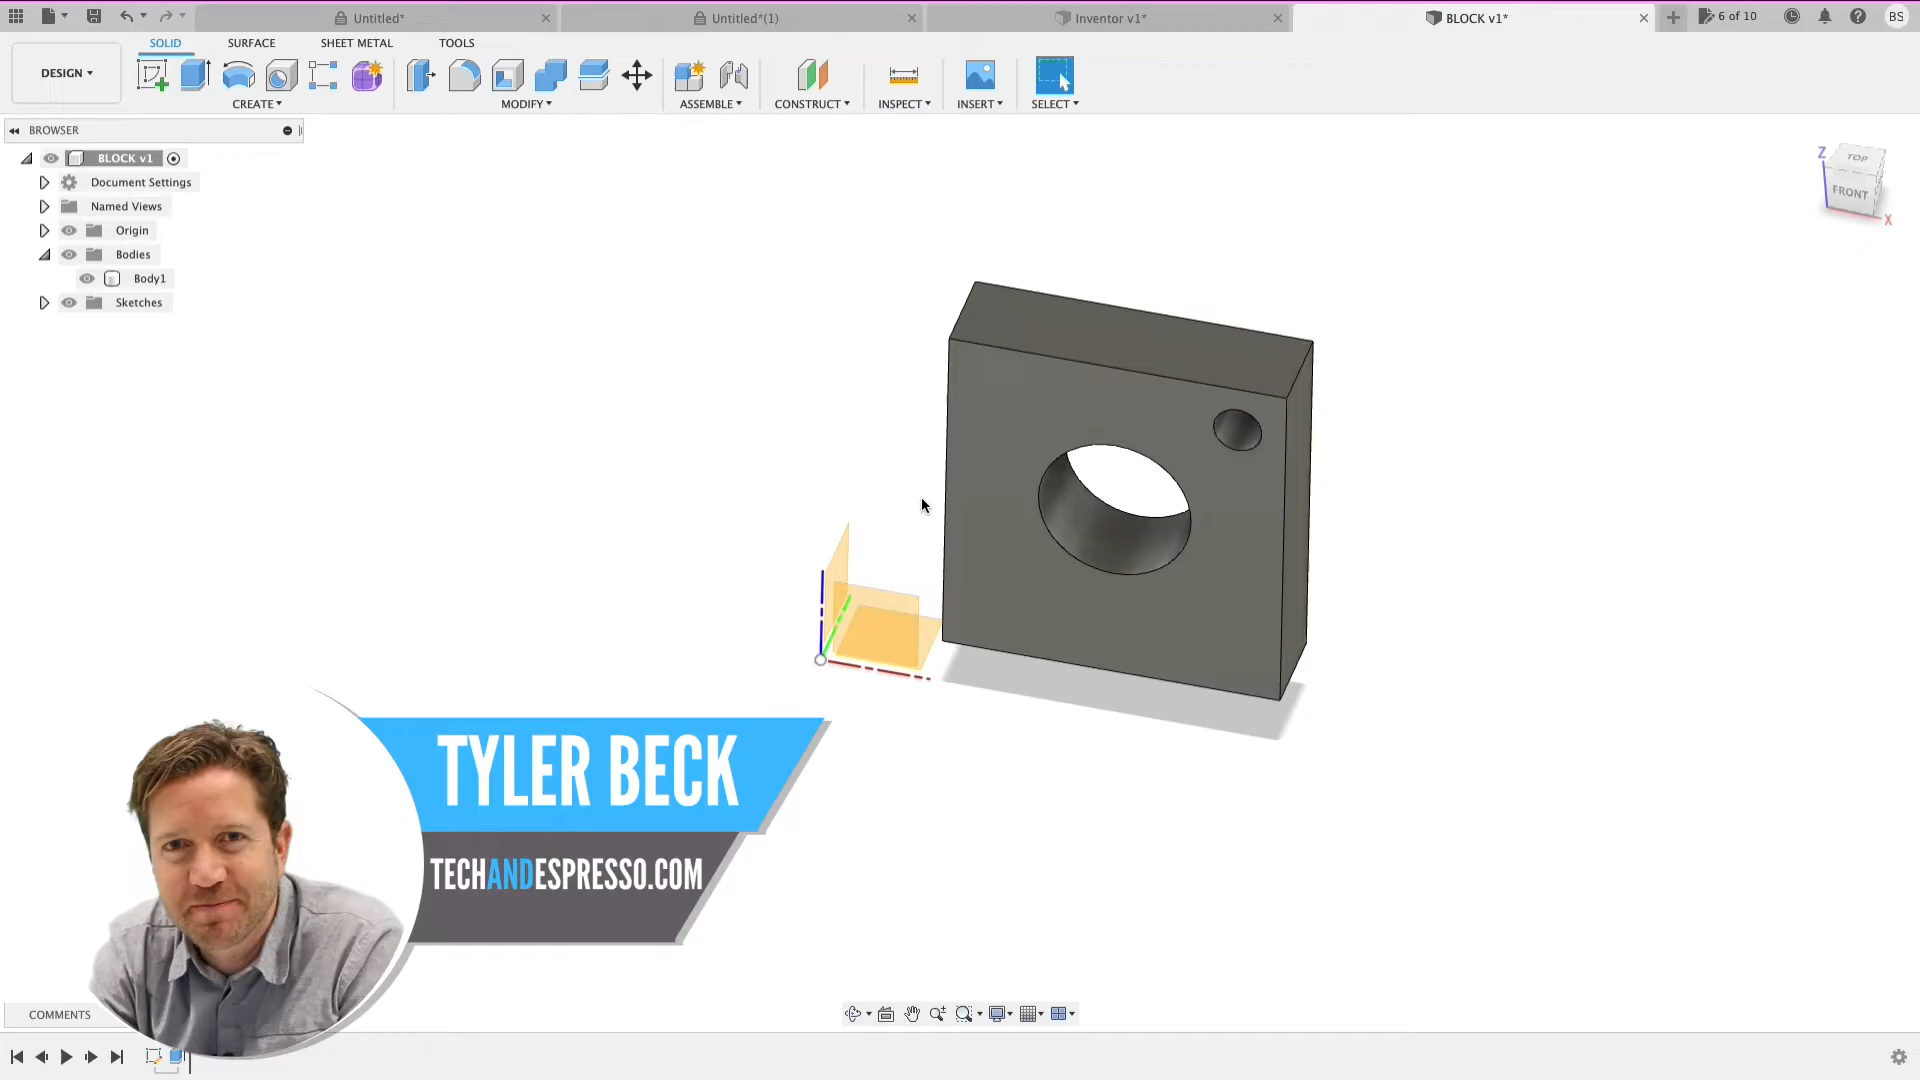 Untitled*
Untitled*(1)
Inventor v1*
BLOCK v1*
6 of 10
BS
SOLID
SURFACE
SHEET METAL
TOOLS
DESIGN
CREATE
MODIFY
ASSEMBLE
CONSTRUCT
INSPECT
INSERT
SELECT
BROWSER
BLOCK v1
Document Settings
Named Views
Origin
Bodies
Body1
Sketches
Z
TOP
FRONT
X
TYLER BECK
TECHANDESPRESSO.COM
COMMENTS